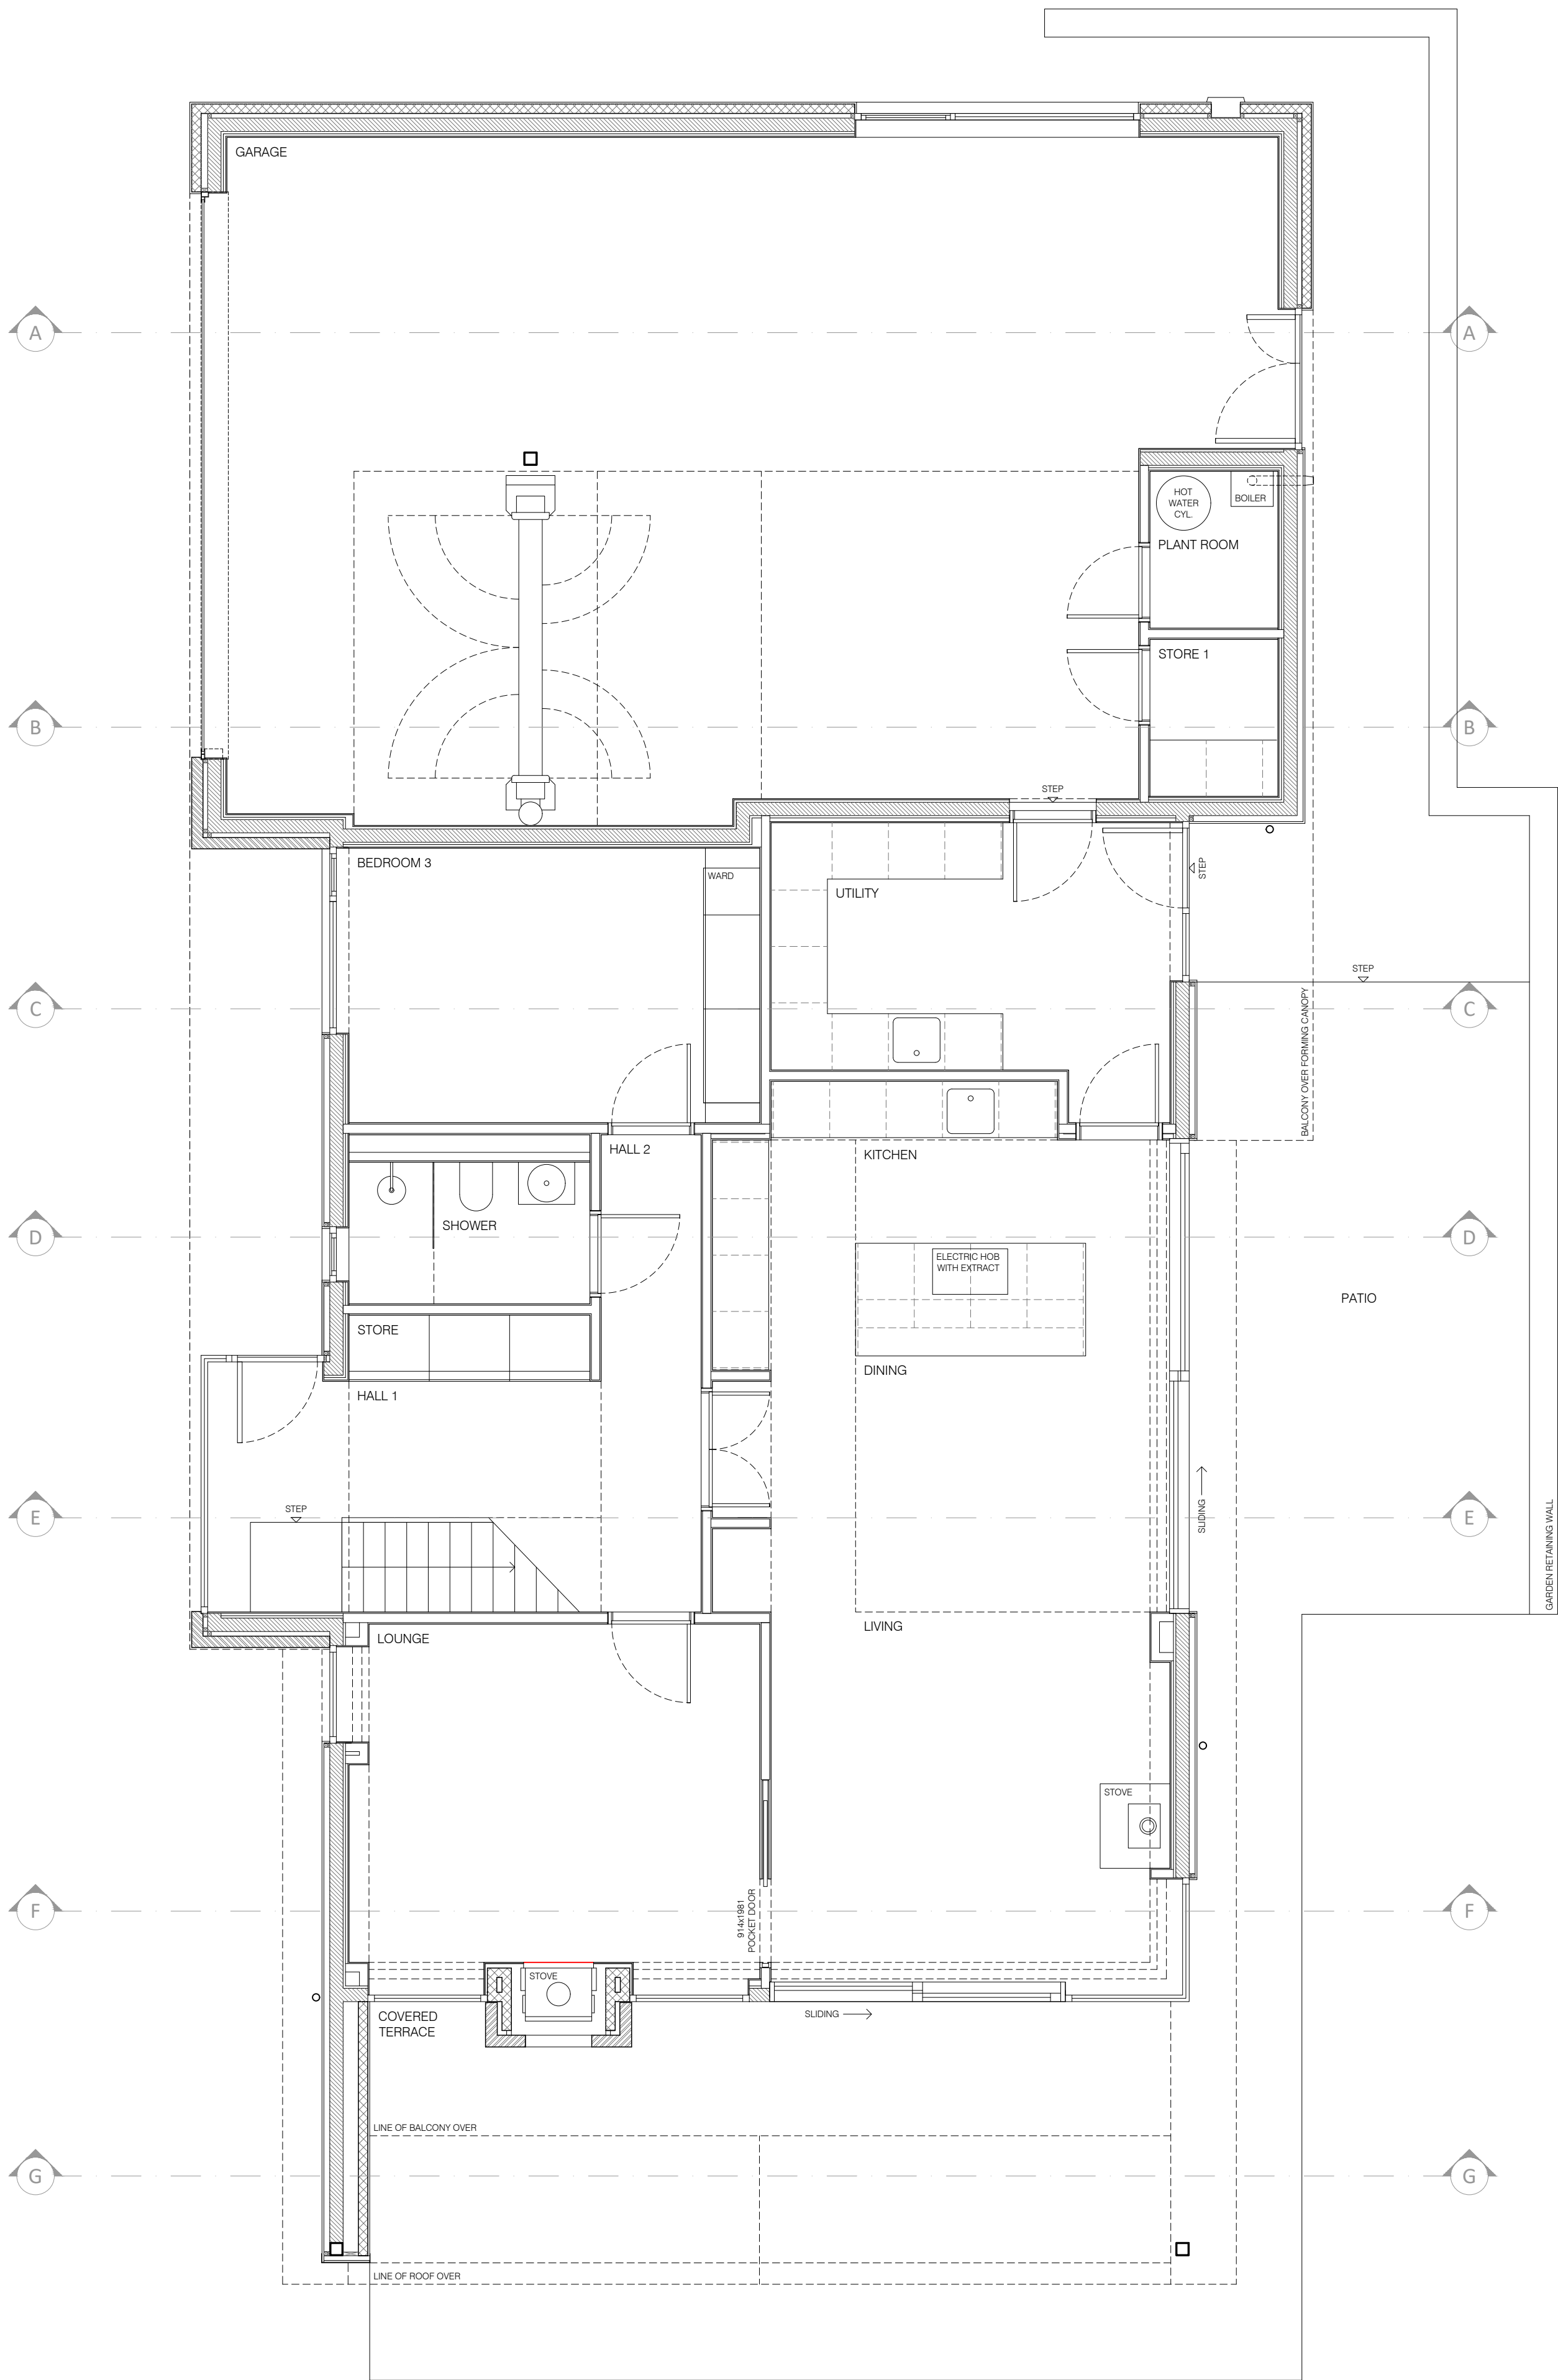 GARAGE
A
A
HOT
WATER
CYL.
BOILER
PLANT ROOM
STORE 1
B
B
STEP
BEDROOM 3
WARD
UTILITY
STEP
STEP
C
C
BALCONY OVER FORMING CANOPY
HALL 2
KITCHEN
SHOWER
D
D
ELECTRIC HOB
WITH EXTRACT
PATIO
STORE
DINING
HALL 1
STEP
E
E
SLIDING
GARDEN RETAINING WALL
LOUNGE
LIVING
STOVE
914x1981
POCKET DOOR
F
F
STOVE
COVERED
TERRACE
SLIDING
LINE OF BALCONY OVER
G
G
LINE OF ROOF OVER